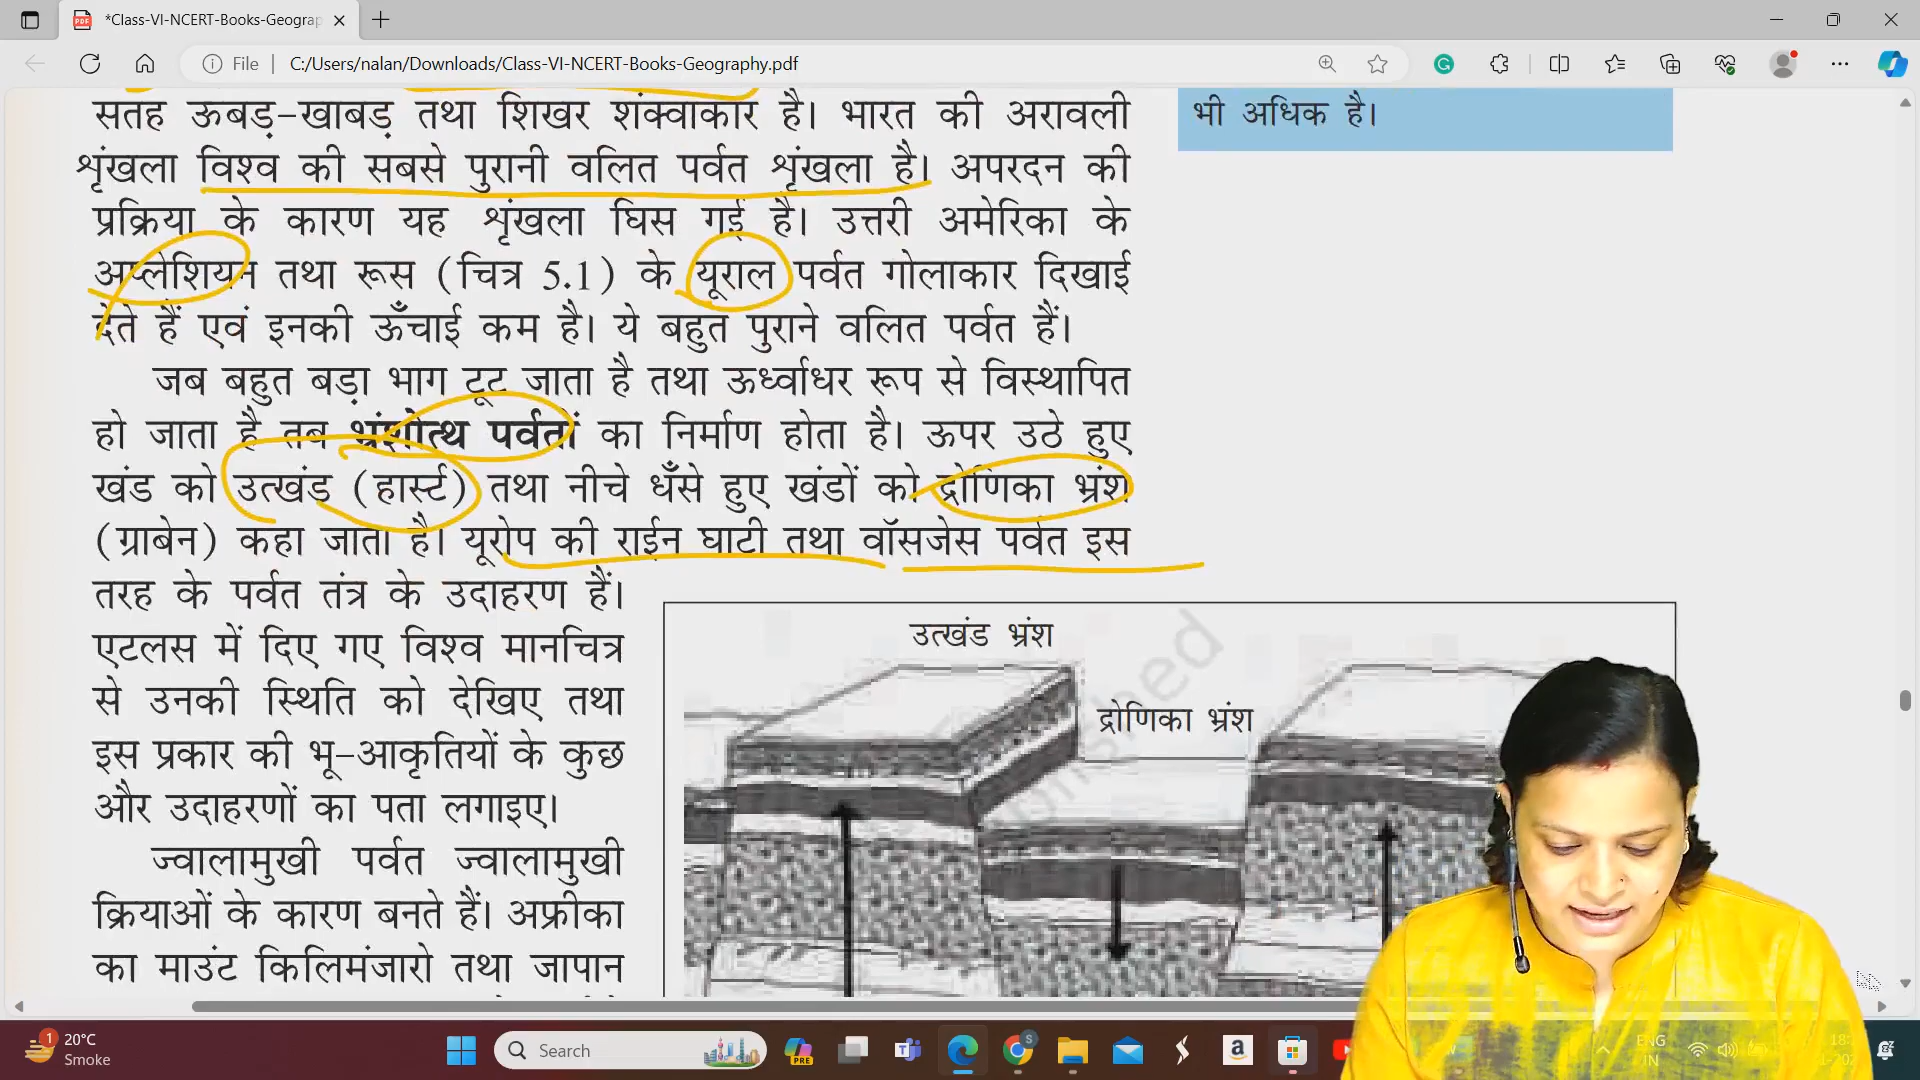 *Class-VI-NCERT-Books-Geograp
File
C:/Users/nalan/Downloads/Class-VI-NCERT-Books-Geography.pdf
सतह ऊबड़-खाबड़ तथा शिखर शंक्वाकार है। भारत की अरावली
शृंखला विश्व की सबसे पुरानी वलित पर्वत शृंखला है। अपरदन की
प्रक्रिया के कारण यह शृंखला घिस गई है। उत्तरी अमेरिका के
अप्लेशियन तथा रूस (चित्र 5.1) के यूराल पर्वत गोलाकार दिखाई
देते हैं एवं इनकी ऊँचाई कम है। ये बहुत पुराने वलित पर्वत हैं।
जब बहुत बड़ा भाग टूट जाता है तथा ऊर्ध्वाधर रूप से विस्थापित
हो जाता है तब भ्रंशोत्थ पर्वतों का निर्माण होता है। ऊपर उठे हुए
खंड को उत्खंड (हार्स्ट) तथा नीचे धँसे हुए खंडों को द्रोणिका भ्रंश
(ग्राबेन) कहा जाता है। यूरोप की राईन घाटी तथा वॉसजेस पर्वत इस
तरह के पर्वत तंत्र के उदाहरण हैं।
एटलस में दिए गए विश्व मानचित्र
से उनकी स्थिति को देखिए तथा
इस प्रकार की भू-आकृतियों के कुछ
और उदाहरणों का पता लगाइए।
ज्वालामुखी पर्वत ज्वालामुखी
क्रियाओं के कारण बनते हैं। अफ्रीका
का माउंट किलिमंजारो तथा जापान
भी अधिक है।
उत्खंड भ्रंश
द्रोणिका भ्रंश
20°C
Smoke
Search
PRE
ENG
IN